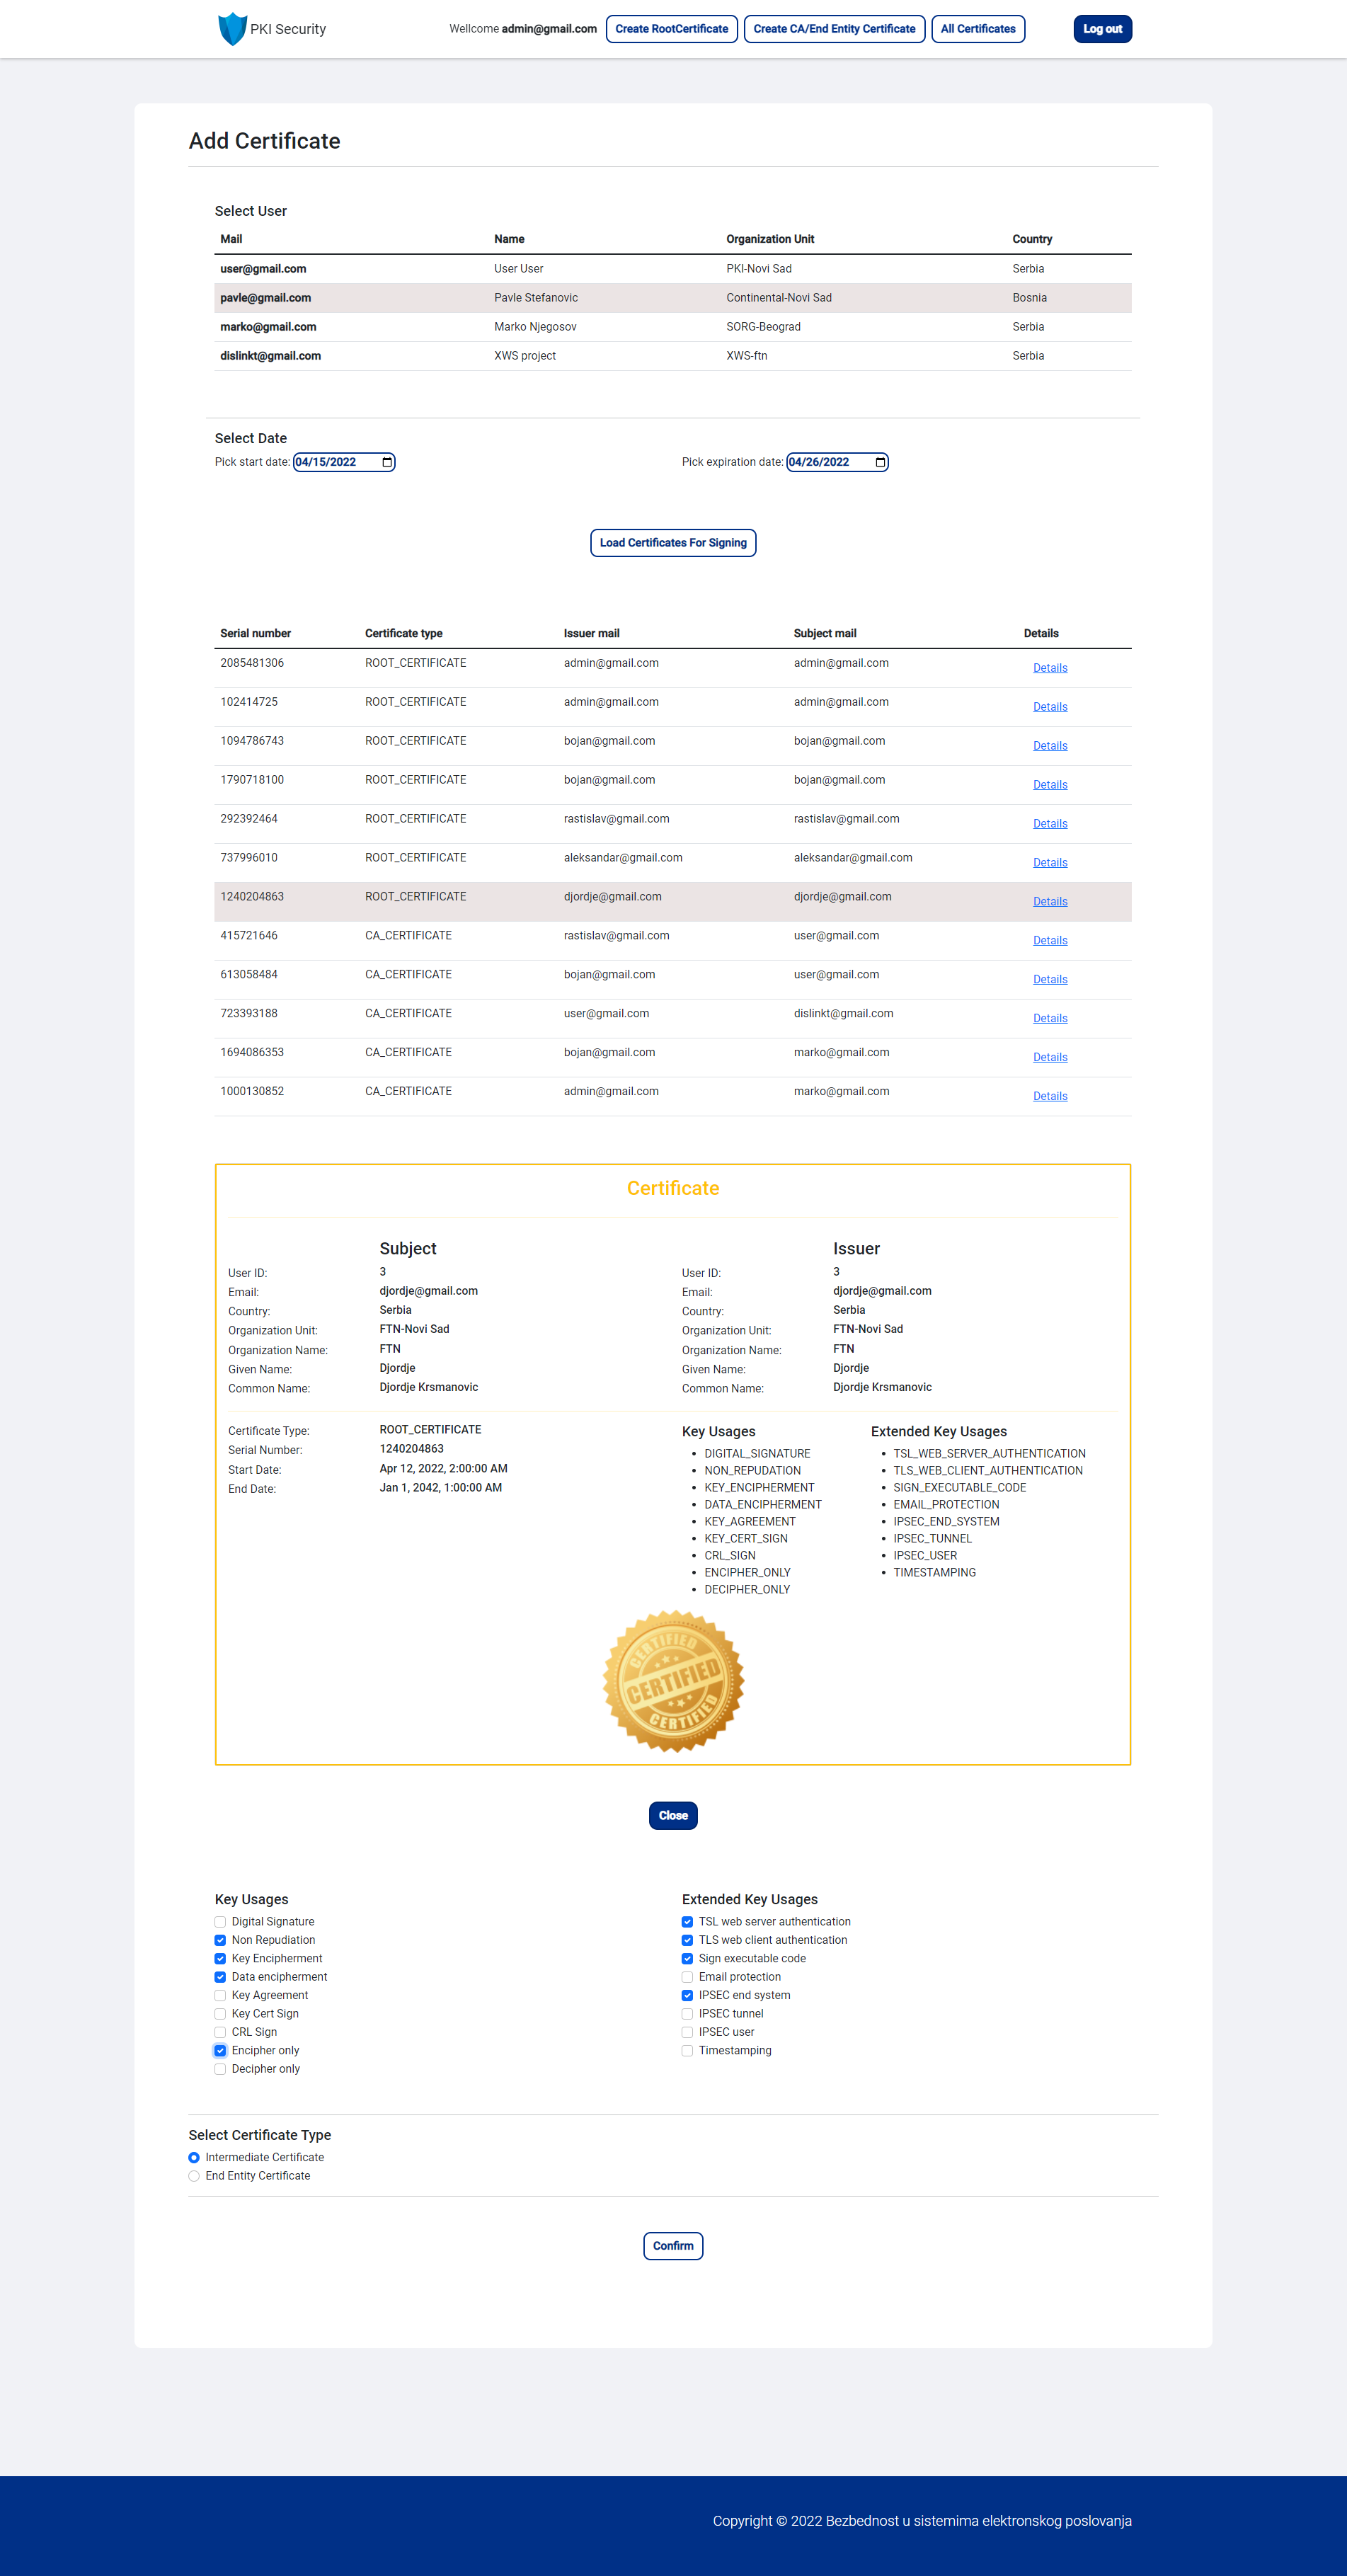 PKI Security Wellcome admin@gmail.com Create RootCertificate Create CA/End Entity Certificate All Certificates Log out
Add Certificate
Select User
Mail Name Organization Unit Country
user@gmail.com User User PKI-Novi Sad Serbia
pavle@gmail.com Pavle Stefanovic Continental-Novi Sad Bosnia
marko@gmail.com Marko Njegosov SORG-Beograd Serbia
dislinkt@gmail.com XWS project XWS-ftn Serbia
Select Date
Pick start date: 04/15/2022 Pick expiration date: 04/26/2022
Load Certificates For Signing
Serial number Certificate type Issuer mail Subject mail Details
2085481306 ROOT_CERTIFICATE admin@gmail.com admin@gmail.com Details
102414725 ROOT_CERTIFICATE admin@gmail.com admin@gmail.com Details
1094786743 ROOT_CERTIFICATE bojan@gmail.com bojan@gmail.com Details
1790718100 ROOT_CERTIFICATE bojan@gmail.com bojan@gmail.com Details
292392464 ROOT_CERTIFICATE rastislav@gmail.com rastislav@gmail.com Details
737996010 ROOT_CERTIFICATE aleksandar@gmail.com aleksandar@gmail.com Details
1240204863 ROOT_CERTIFICATE djordje@gmail.com djordje@gmail.com Details
415721646 CA_CERTIFICATE rastislav@gmail.com user@gmail.com Details
613058484 CA_CERTIFICATE bojan@gmail.com user@gmail.com Details
723393188 CA_CERTIFICATE user@gmail.com dislinkt@gmail.com Details
1694086353 CA_CERTIFICATE bojan@gmail.com marko@gmail.com Details
1000130852 CA_CERTIFICATE admin@gmail.com marko@gmail.com Details
Certificate
Subject Issuer
User ID: 3 User ID: 3
Email: djordje@gmail.com Email: djordje@gmail.com
Country: Serbia Country: Serbia
Organization Unit: FTN-Novi Sad Organization Unit: FTN-Novi Sad
Organization Name: FTN Organization Name: FTN
Given Name: Djordje Given Name: Djordje
Common Name: Djordje Krsmanovic Common Name: Djordje Krsmanovic
Certificate Type: ROOT_CERTIFICATE
Serial Number: 1240204863
Start Date: Apr 12, 2022, 2:00:00 AM
End Date: Jan 1, 2042, 1:00:00 AM
Key Usages
DIGITAL_SIGNATURE
NON_REPUDATION
KEY_ENCIPHERMENT
DATA_ENCIPHERMENT
KEY_AGREEMENT
KEY_CERT_SIGN
CRL_SIGN
ENCIPHER_ONLY
DECIPHER_ONLY
Extended Key Usages
TSL_WEB_SERVER_AUTHENTICATION
TLS_WEB_CLIENT_AUTHENTICATION
SIGN_EXECUTABLE_CODE
EMAIL_PROTECTION
IPSEC_END_SYSTEM
IPSEC_TUNNEL
IPSEC_USER
TIMESTAMPING
CERTIFIED
CERTIFIED
CERTIFIED
Close
Key Usages
Digital Signature
Non Repudiation
Key Encipherment
Data encipherment
Key Agreement
Key Cert Sign
CRL Sign
Encipher only
Decipher only
Extended Key Usages
TSL web server authentication
TLS web client authentication
Sign executable code
Email protection
IPSEC end system
IPSEC tunnel
IPSEC user
Timestamping
Select Certificate Type
Intermediate Certificate
End Entity Certificate
Confirm
Copyright © 2022 Bezbednost u sistemima elektronskog poslovanja